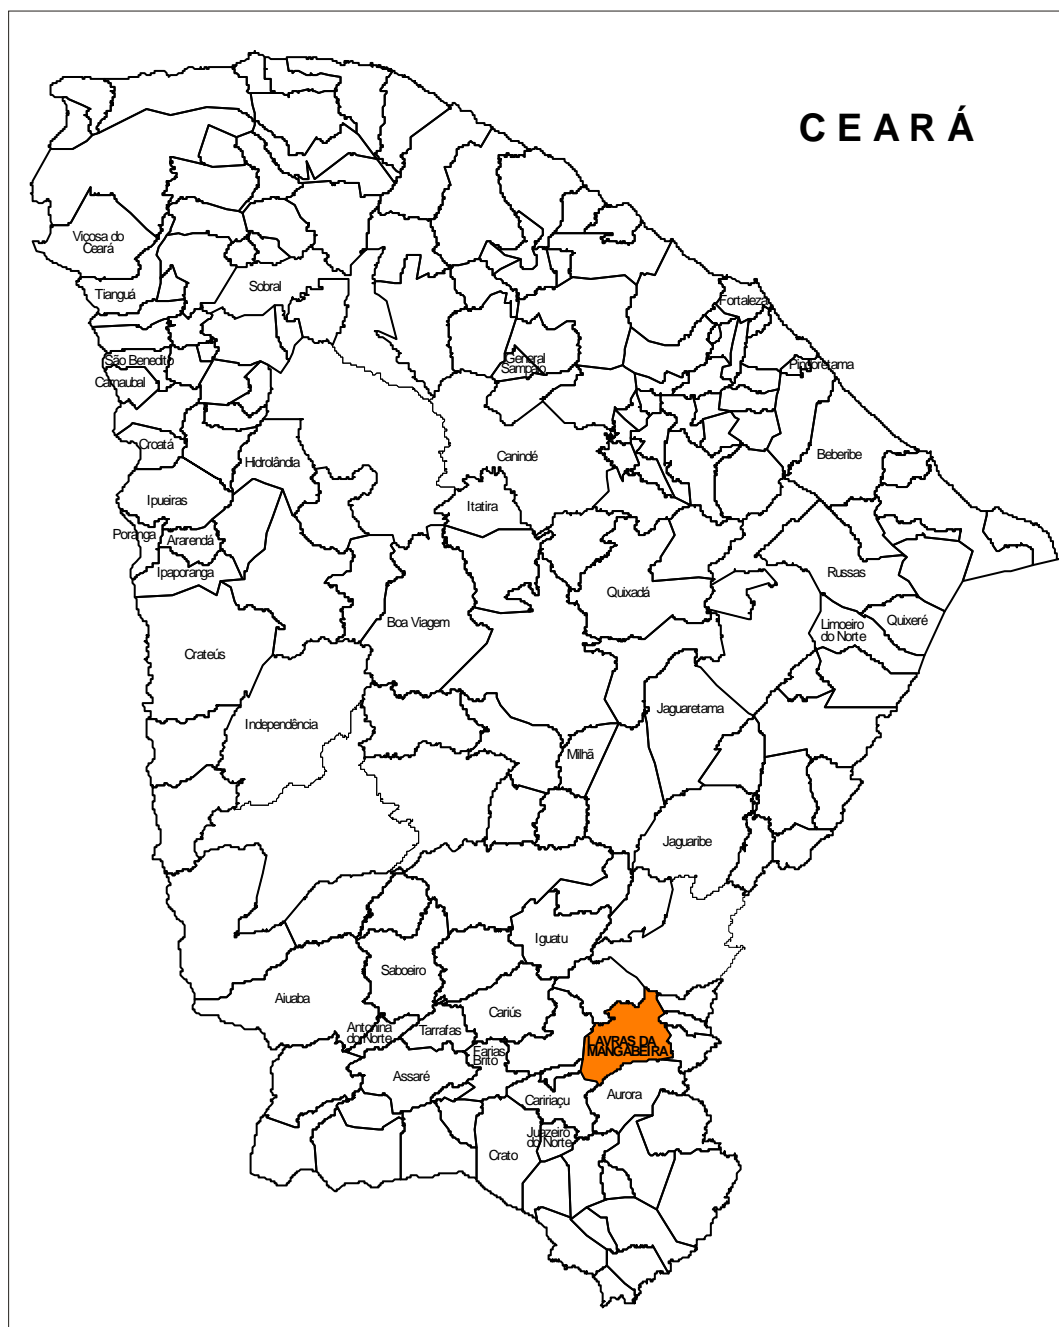 CEARÁ
Viçosa do
Ceará
Tianguá
Sobral
Fortaleza
São Benedito
General
Sampaio
Pindoretama
Carnaubal
Croatá
Canindé
Beberibe
Hidrolândia
Ipueiras
Itatira
Poranga
Ararendá
Ipaporanga
Russas
Quixadá
Boa Viagem
Limoeiro
do Norte
Quixeré
Crateús
Jaguaretama
Independência
Milhã
Jaguaribe
Iguatu
Saboeiro
Aiuaba
Cariús
Antonina
do Norte
Tarrafas
LAVRAS DA
MANGABEIRA
Farias
Brito
Assaré
Caririaçu
Aurora
Juazeiro
do Norte
Crato